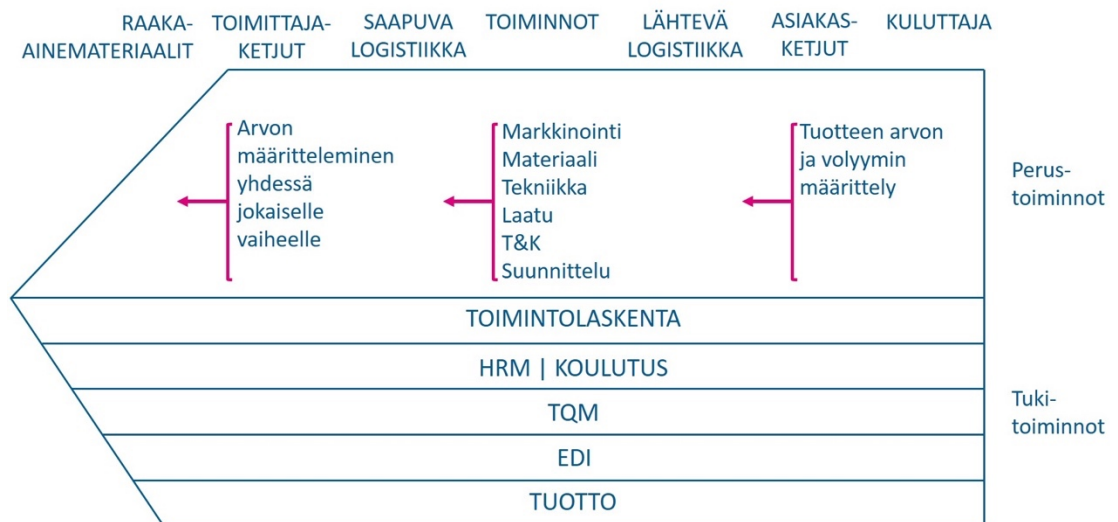 RAAKA-
AINEMATERIAALIT
TOIMITTAJA-
KETJUT
SAAPUVA
LOGISTIIKKA
TOIMINNOT
LÄHTEVÄ
LOGISTIIKKA
ASIAKAS-
KETJUT
KULUTTAJA
Arvon
määritteleminen
yhdessä
jokaiselle
vaiheelle
Markkinointi
Materiaali
Tekniikka
Laatu
T&K
Suunnittelu
Tuotteen arvon
ja volyymin
määrittely
Perus-
toiminnot
TOIMINTOLASKENTA
HRM | KOULUTUS
TQM
EDI
TUOTTO
Tuki-
toiminnot